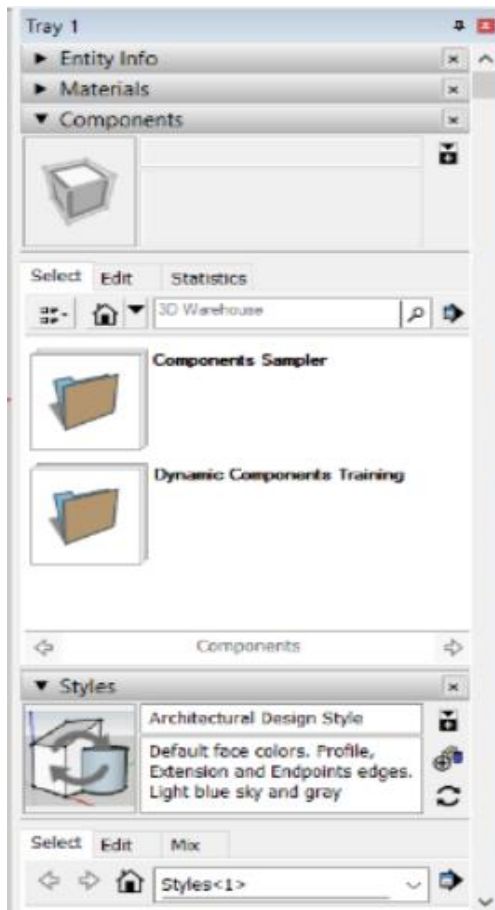 Tray 1
Entity Info
Materials
Components
Select Edit Statistics
3D Warehouse
Components Sampler
Dynamic Components Training
Components
Styles
Architectural Design Style
Default face colors. Profile,
Extension and Endpoints edges.
Light blue sky and gray
Select Edit Mix
Styles<1>